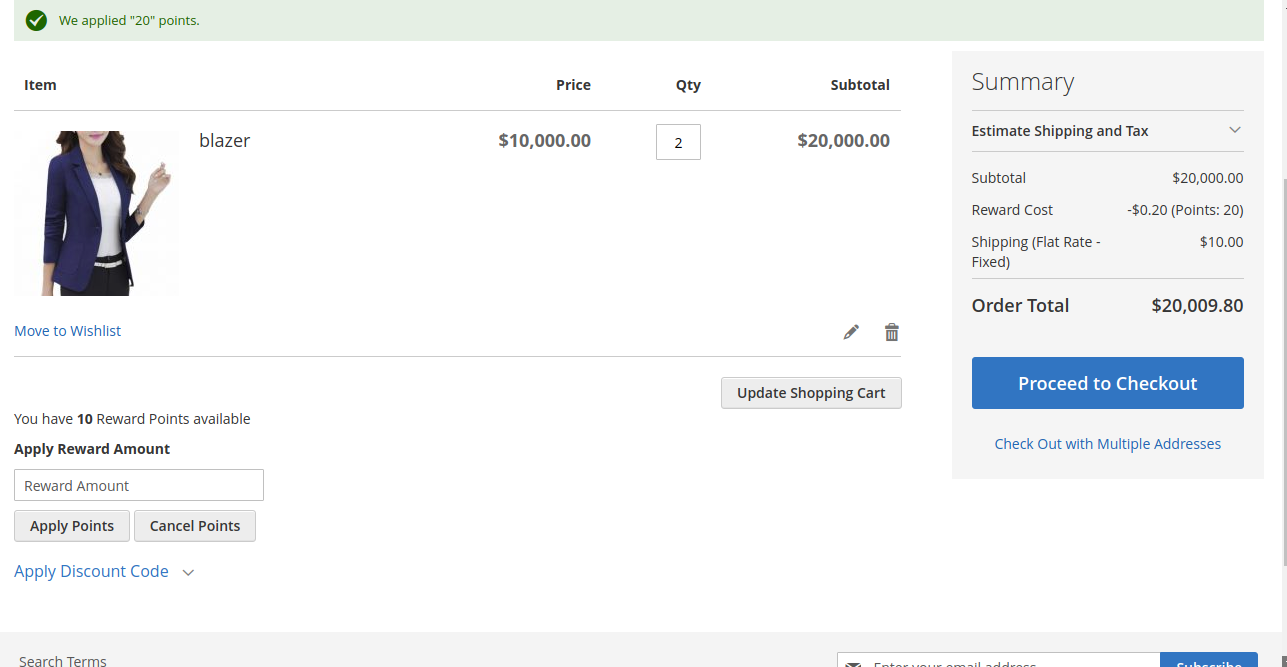 We applied "20" points.
Item Price Qty Subtotal
blazer $10,000.00 2 $20,000.00
Move to Wishlist
Update Shopping Cart
You have 10 Reward Points available
Apply Reward Amount
Reward Amount
Apply Points Cancel Points
Apply Discount Code
Summary
Estimate Shipping and Tax
Subtotal $20,000.00
Reward Cost -$0.20 (Points: 20)
Shipping (Flat Rate - $10.00
Fixed)
Order Total $20,009.80
Proceed to Checkout
Check Out with Multiple Addresses
Search Terms
Enter your email address
Subscribe